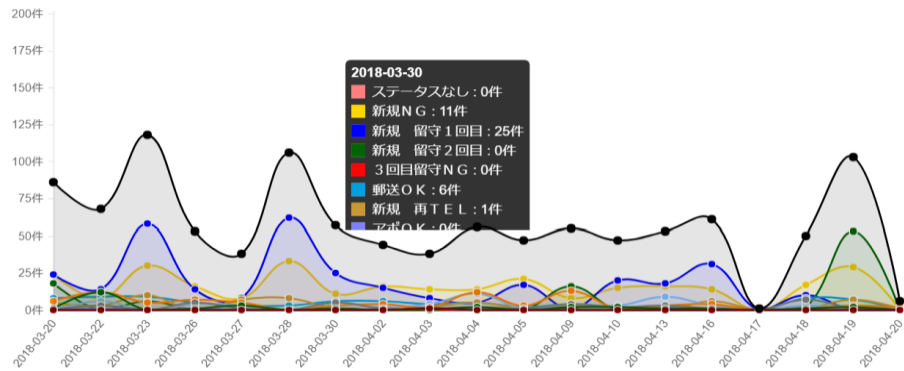 200件
175件
150件
125件
100件
75件
50件
25件
0件
2018-03-30
ステータスなし : 0件
新規ＮＧ : 11件
新規　留守１回目 : 25件
新規　留守２回目 : 0件
３回目留守ＮＧ : 0件
郵送ＯＫ : 6件
新規　再ＴＥＬ : 1件
アポＯＫ : 0件
2018-03-20
2018-03-22
2018-03-23
2018-03-26
2018-03-27
2018-03-28
2018-03-30
2018-04-02
2018-04-03
2018-04-04
2018-04-05
2018-04-09
2018-04-10
2018-04-13
2018-04-16
2018-04-17
2018-04-18
2018-04-19
2018-04-20